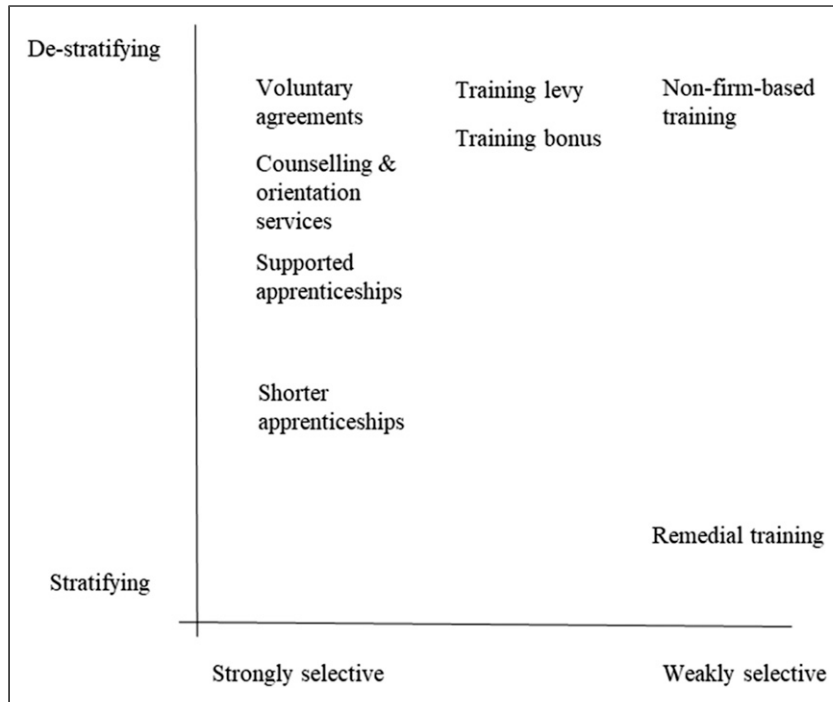 De-stratifying
Voluntary
agreements
Training levy
Training bonus
Non-firm-based
training
Counselling &
orientation
services
Supported
apprenticeships
Shorter
apprenticeships
Remedial training
Stratifying
Strongly selective
Weakly selective